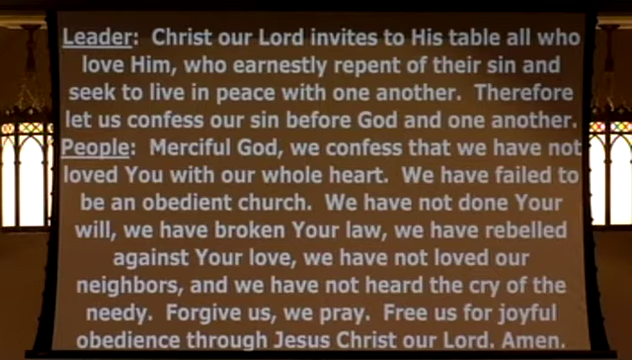 Leader: Christ our Lord invites to His table all who
love Him, who earnestly repent of their sin and
seek to live in peace with one another. Therefore
let us confess our sin before God and one another.
People: Merciful God, we confess that we have not
loved You with our whole heart. We have failed to
be an obedient church. We have not done Your
will, we have broken Your law, we have rebelled
against Your love, we have not loved our
neighbors, and we have not heard the cry of the
needy. Forgive us, we pray. Free us for joyful
obedience through Jesus Christ our Lord. Amen.